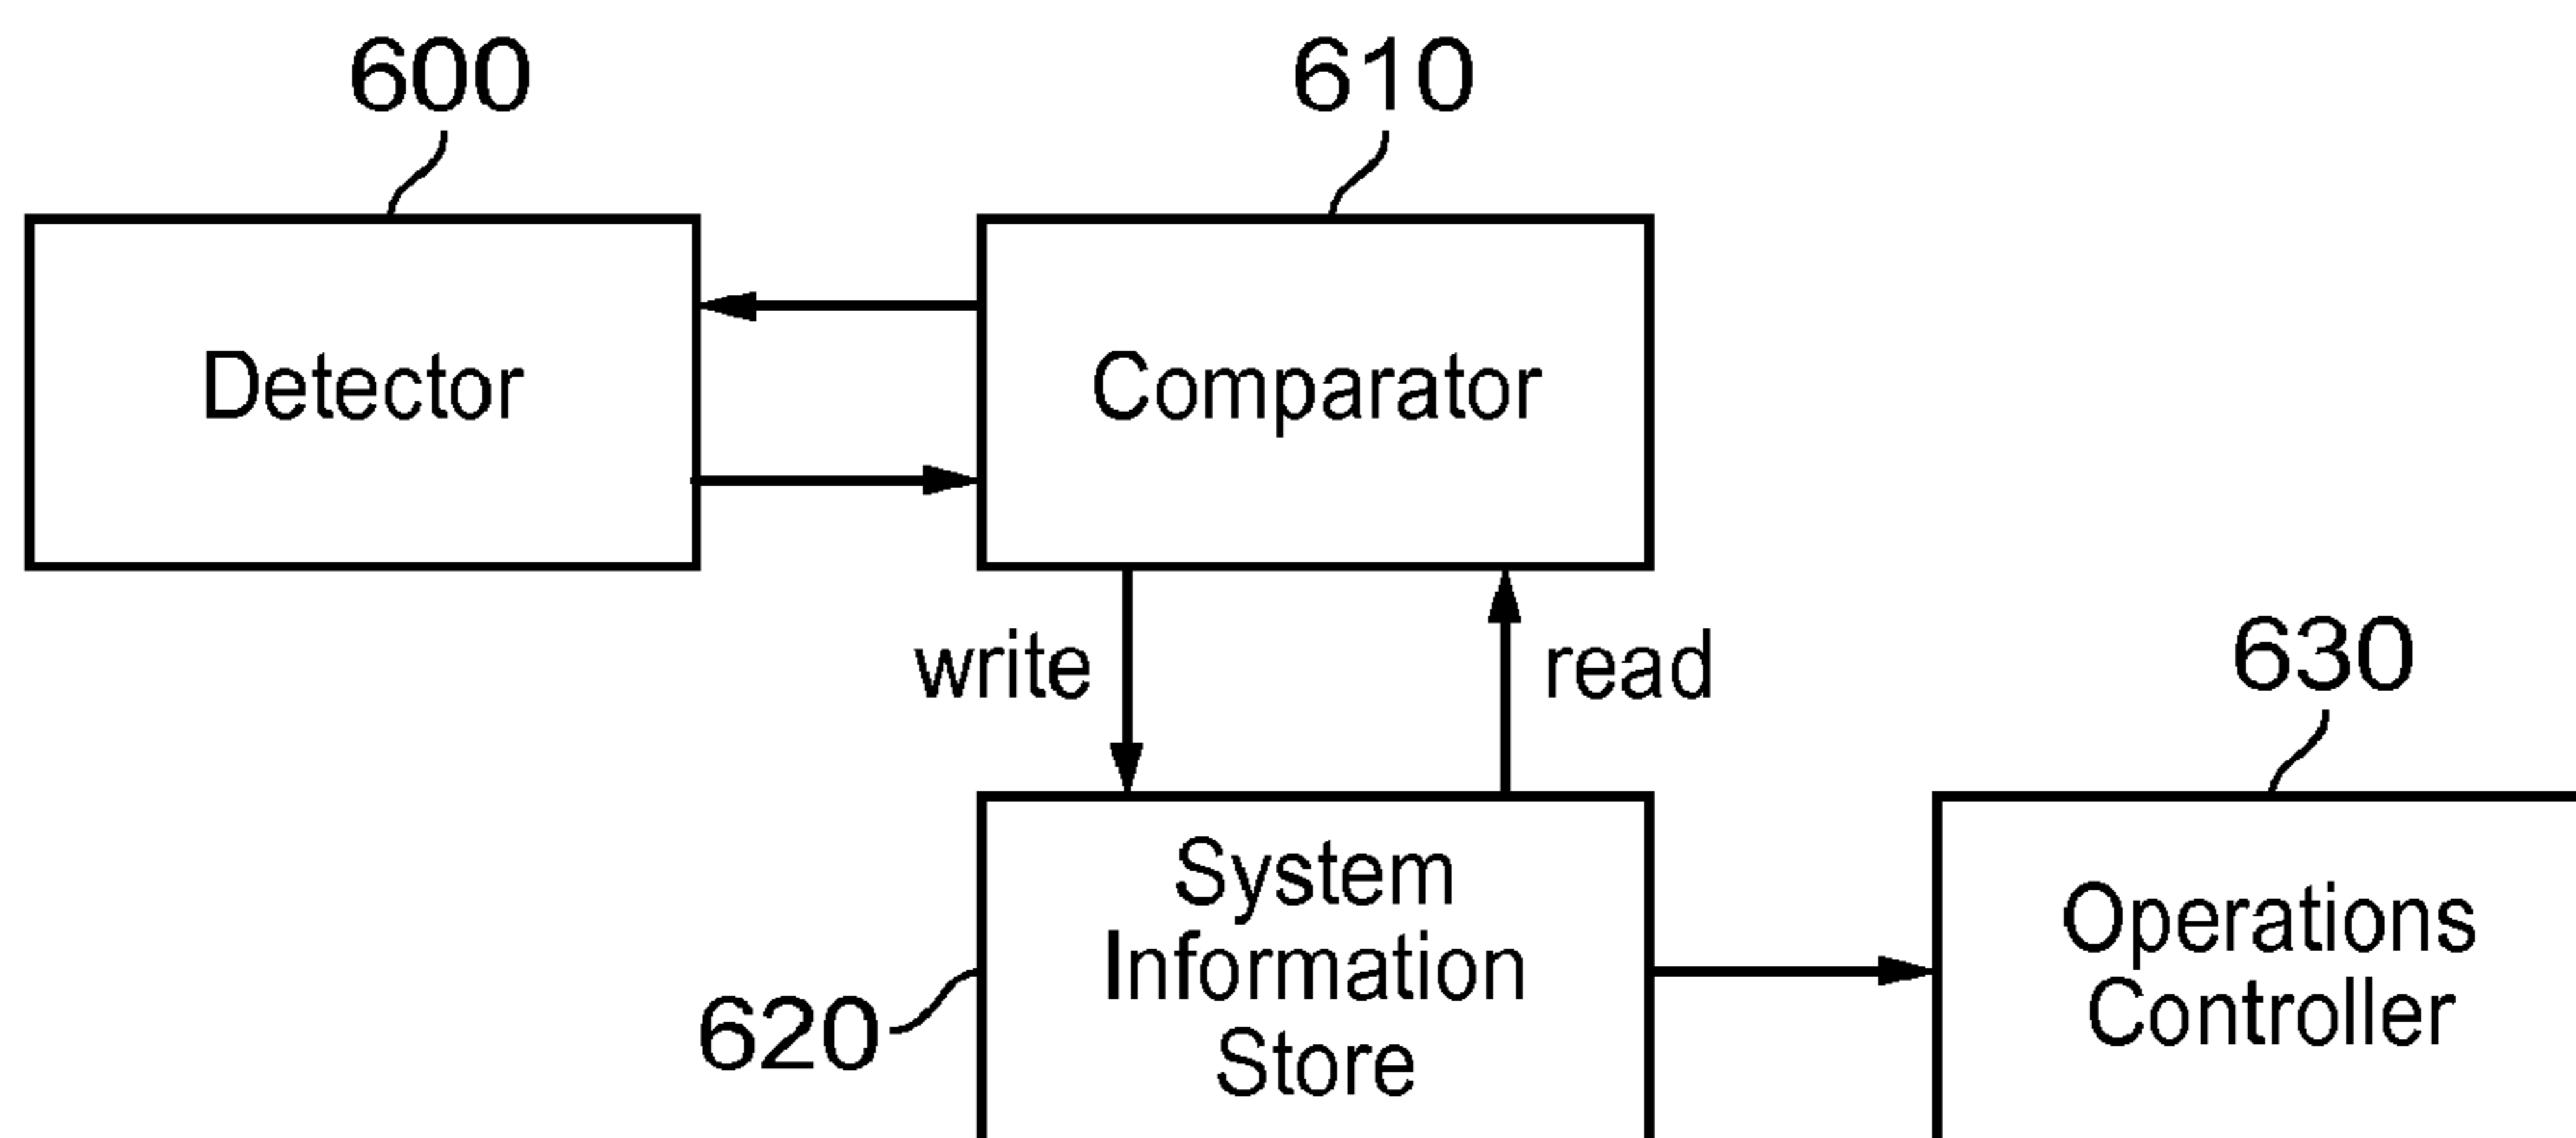 600
610
Detector
Comparator
write
read
630
System
Information
Store
620
Operations
Controller